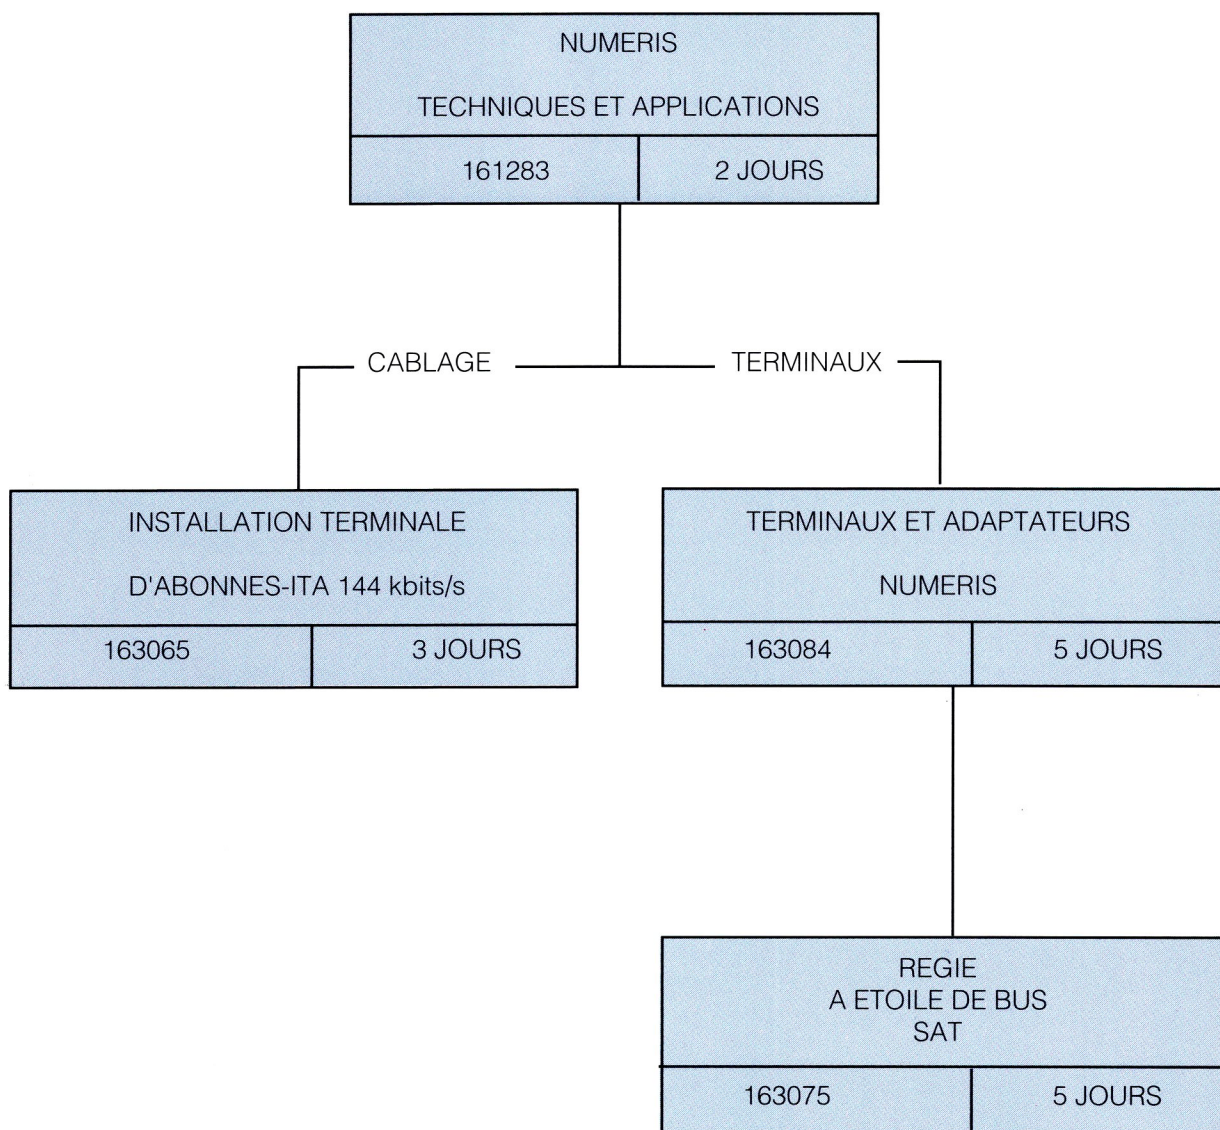 NUMERIS
TECHNIQUES ET APPLICATIONS
161283 2 JOURS
CABLAGE TERMINAUX
INSTALLATION TERMINALE
D'ABONNES-ITA 144 kbits/s
163065 3 JOURS
TERMINAUX ET ADAPTATEURS
NUMERIS
163084 5 JOURS
REGIE
A ETOILE DE BUS
SAT
163075 5 JOURS